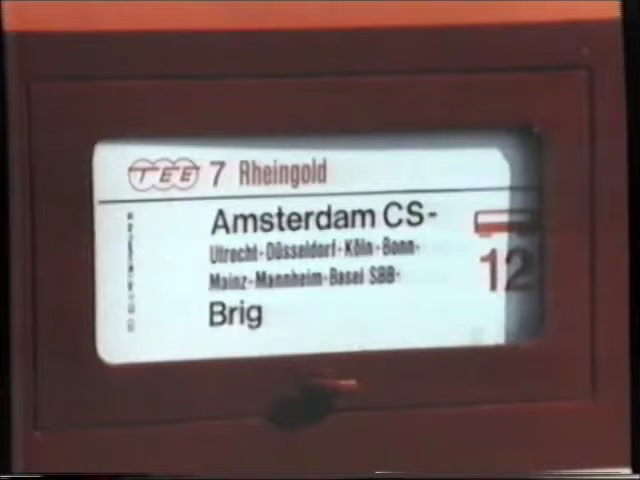 TEE 7 Rheingold
Amsterdam CS-
Utrecht-Düsseldorf-Köln-Bonn-
Mainz-Mannheim-Basel SBB-
Brig
12